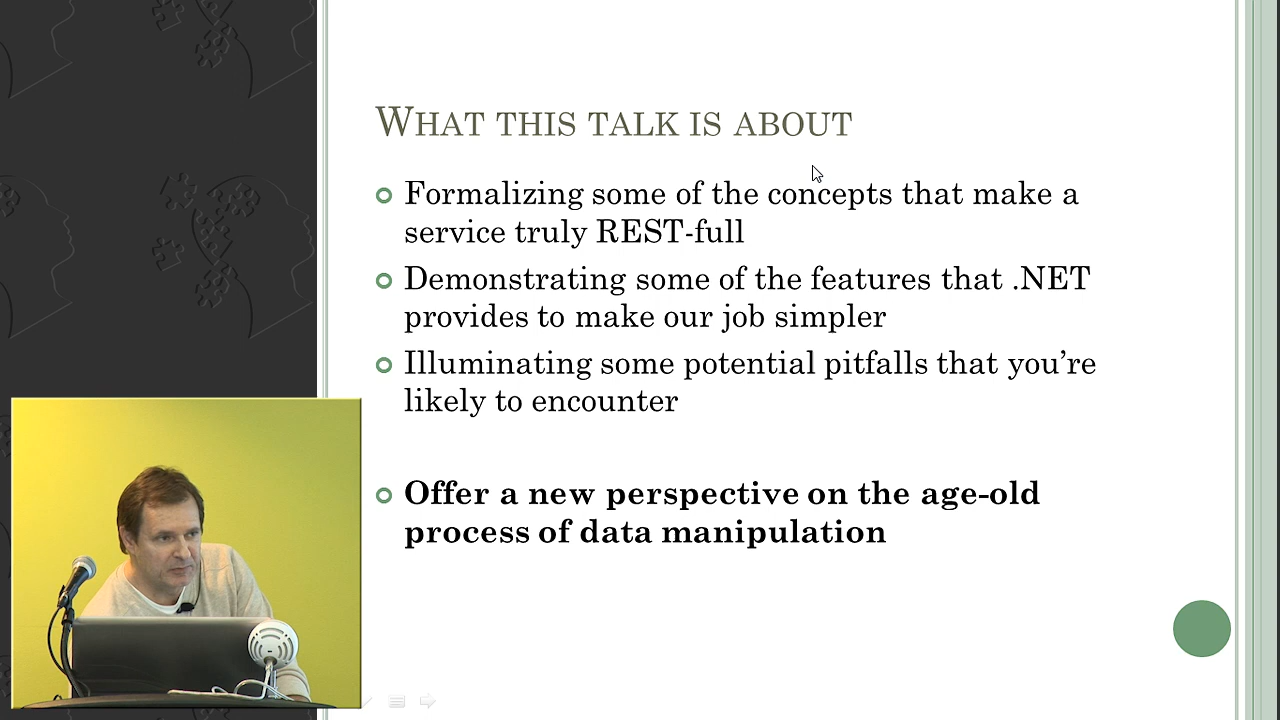 WHAT THIS TALK IS ABOUT
Formalizing some of the concepts that make a
service truly REST-full
Demonstrating some of the features that .NET
provides to make our job simpler
Illuminating some potential pitfalls that you’re
likely to encounter
Offer a new perspective on the age-old
process of data manipulation